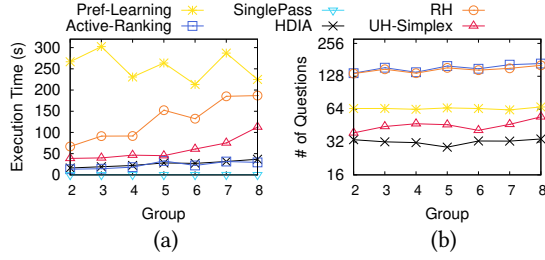 Pref-Learning SinglePass RH
Active-Ranking HDIA UH-Simplex
Execution Time (s)
300
250
200
150
100
50
0
2 3 4 5 6 7 8
Group
(a)
# of Questions
256
128
64
32
16
2 3 4 5 6 7 8
Group
(b)